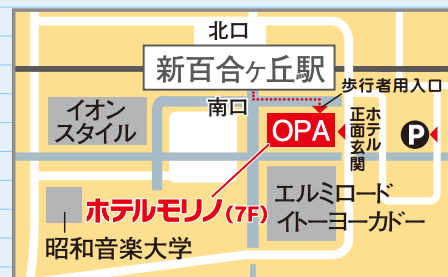 北口
新百合ヶ丘駅
南口
歩行者用入口
イオン
スタイル
OPA
ホテル
正面玄関
P
ホテルモリノ(7F)
エルミロード
イトーヨーカドー
昭和音楽大学